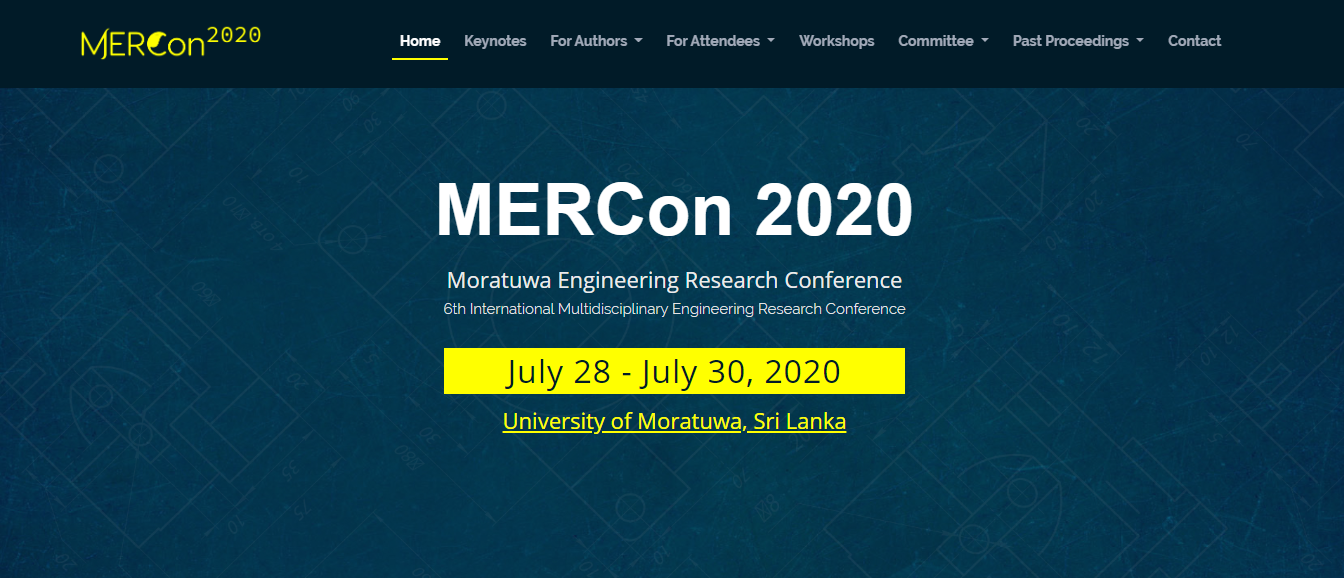 MERCon2020
Home Keynotes For Authors For Attendees Workshops Committee Past Proceedings Contact
MERCon 2020
Moratuwa Engineering Research Conference
6th International Multidisciplinary Engineering Research Conference
July 28 - July 30, 2020
University of Moratuwa, Sri Lanka